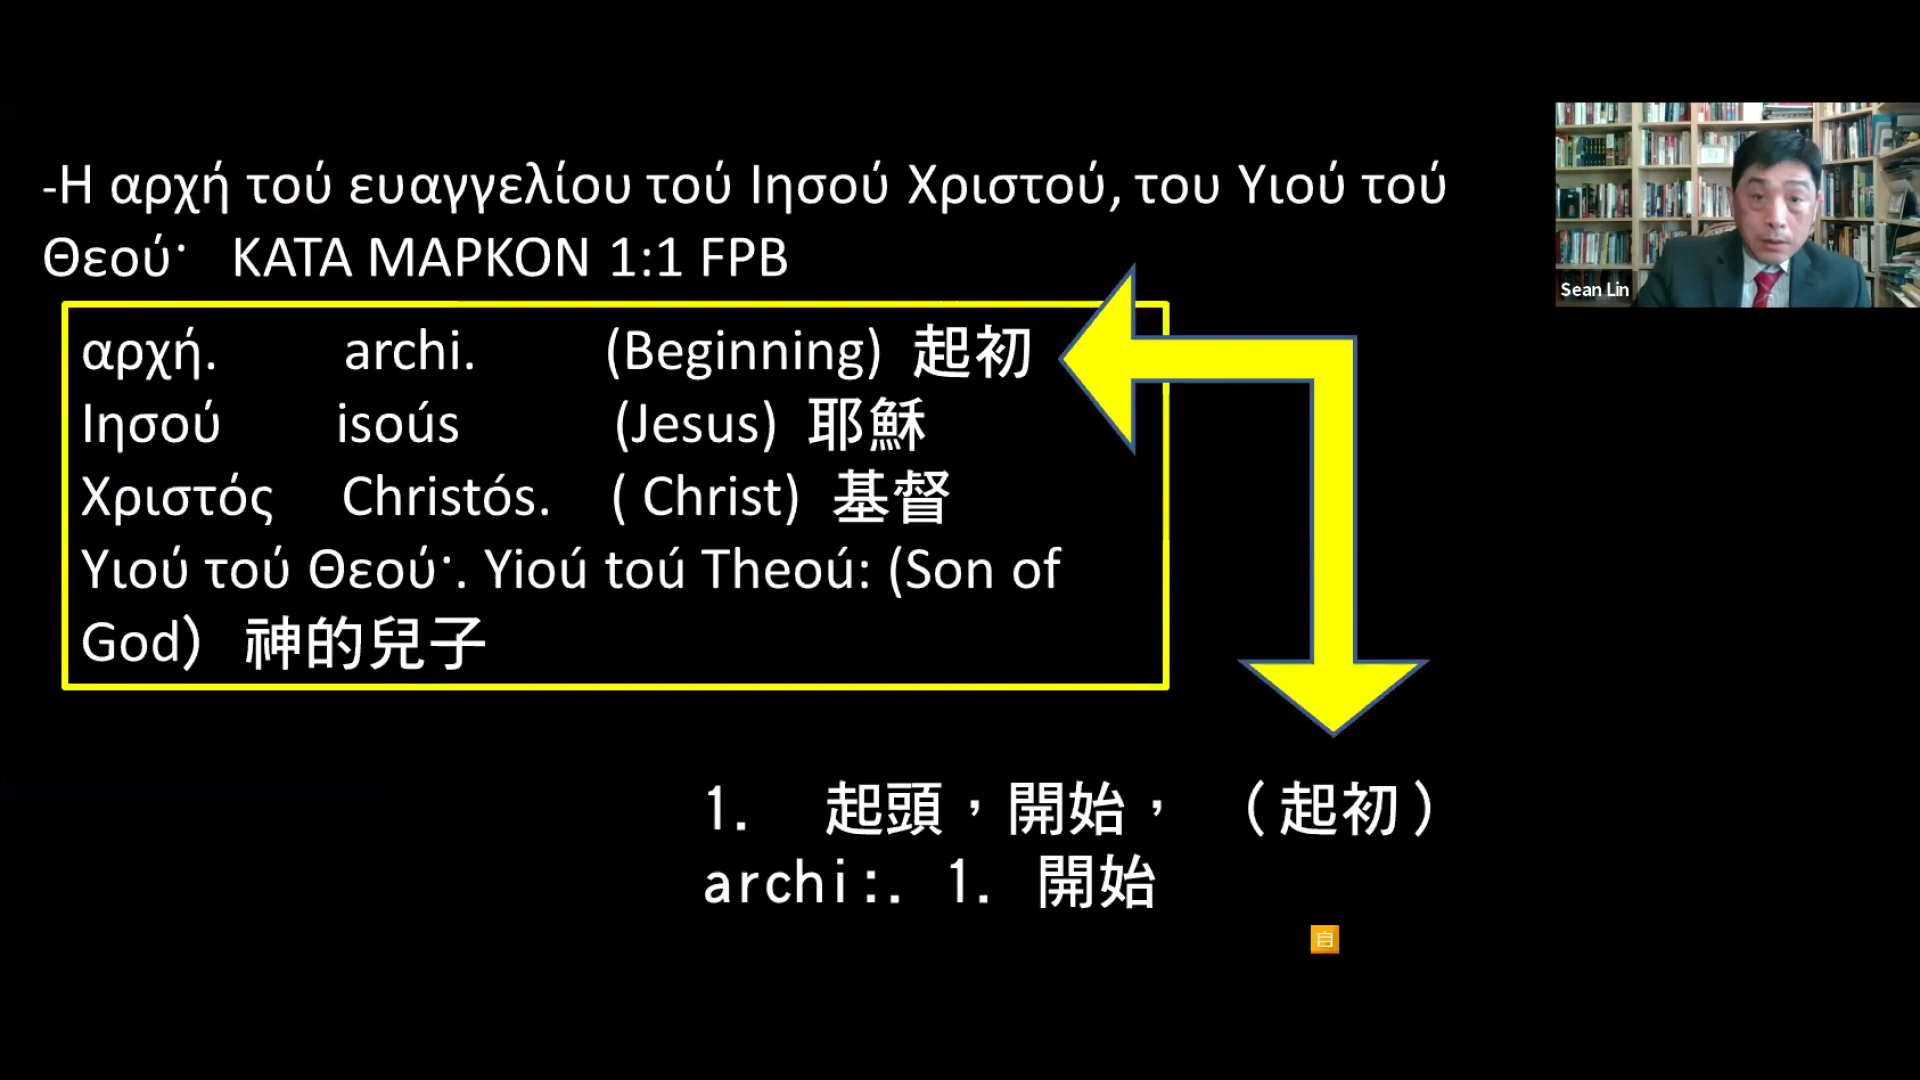 -Η αρχή τού ευαγγελίου τού Ιησού Χριστού, του Υιού τού
Θεού˙ ΚΑΤΑ ΜΑΡΚΟΝ 1:1 FPB
αρχή. archi. (Beginning) 起初
Ιησού isoús (Jesus) 耶穌
Χριστός Christós. ( Christ) 基督
Υιού τού Θεού˙. Yioú toú Theoú: (Son of
God) 神的兒子
1. 起頭，開始， （起初）
archi:. 1. 開始
自
Sean Lin